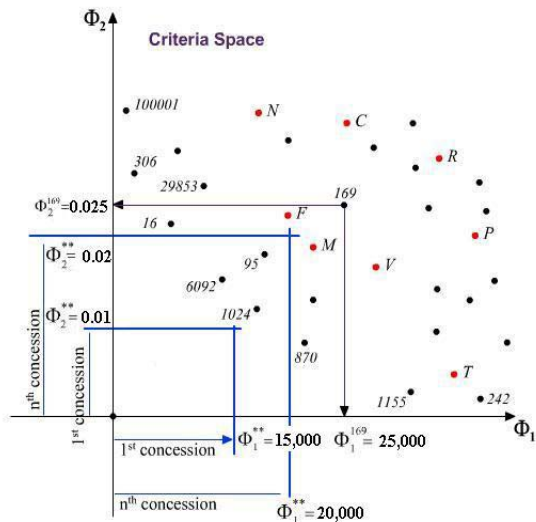 Φ₂
Criteria Space
100001
N
C
R
306
29853
169
Φ₂¹⁶⁹=0.025
F
16
P
Φ₂**= 0.02
M
95
V
6092
Φ₂**=0.01
1024
870
T
1155
242
nᵗʰ concession
1ˢᵗ concession
Φ₁
1ˢᵗ concession
Φ₁**= 15,000
Φ₁¹⁶⁹ = 25,000
nᵗʰ concession
Φ₁**= 20,000